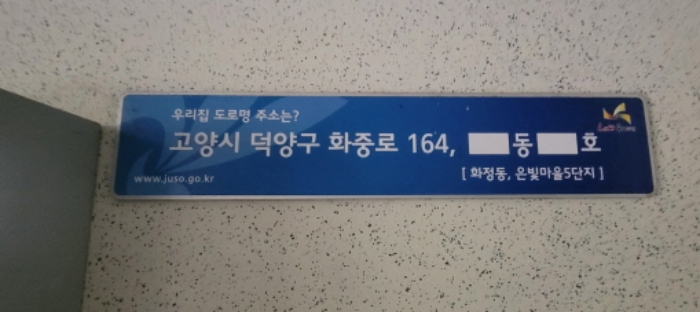 우리집 도로명 주소는?
고양시 덕양구 화중로 164, 동 호
www.juso.go.kr [ 화정동, 은빛마을5단지 ]